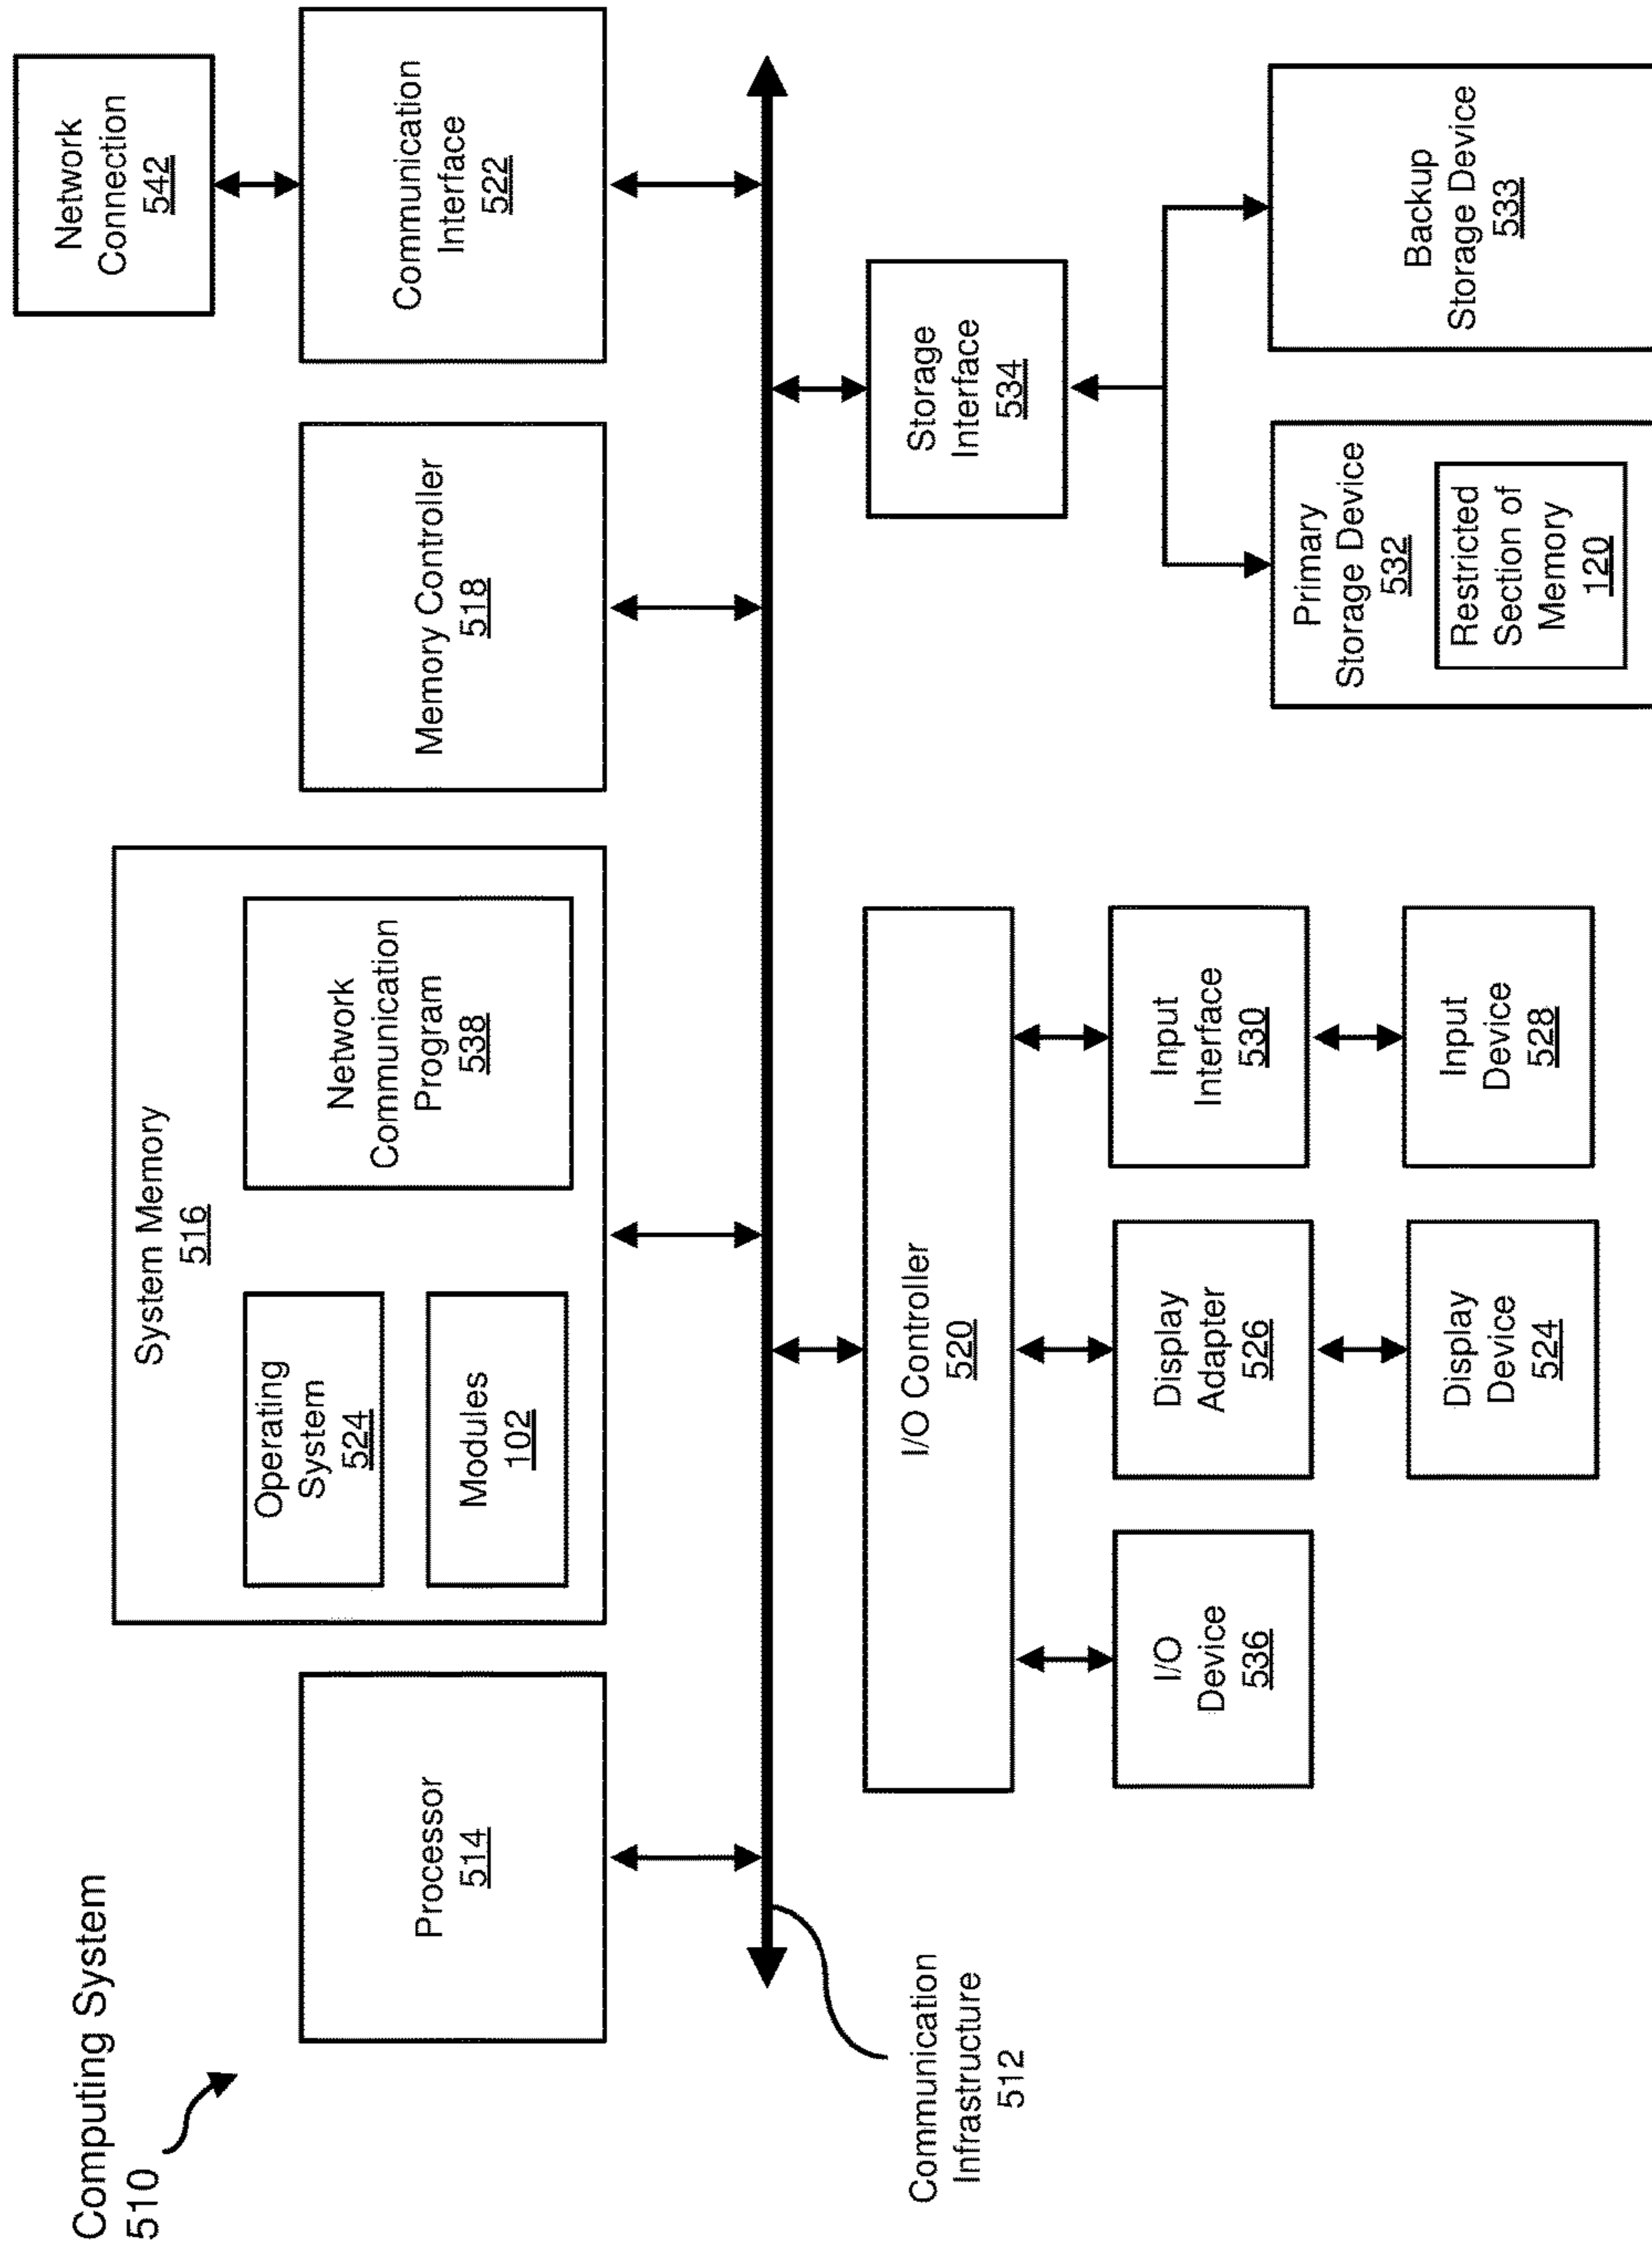 Computing System
510
Processor
514
System Memory
516
Operating
System
524
Modules
102
Network
Communication
Program
538
Memory Controller
518
Communication
Interface
522
Network
Connection
542
Communication
Infrastructure
512
I/O Controller
520
I/O
Device
536
Display
Adapter
526
Display
Device
524
Input
Interface
530
Input
Device
528
Storage
Interface
534
Primary
Storage Device
532
Restricted
Section of
Memory
120
Backup
Storage Device
533